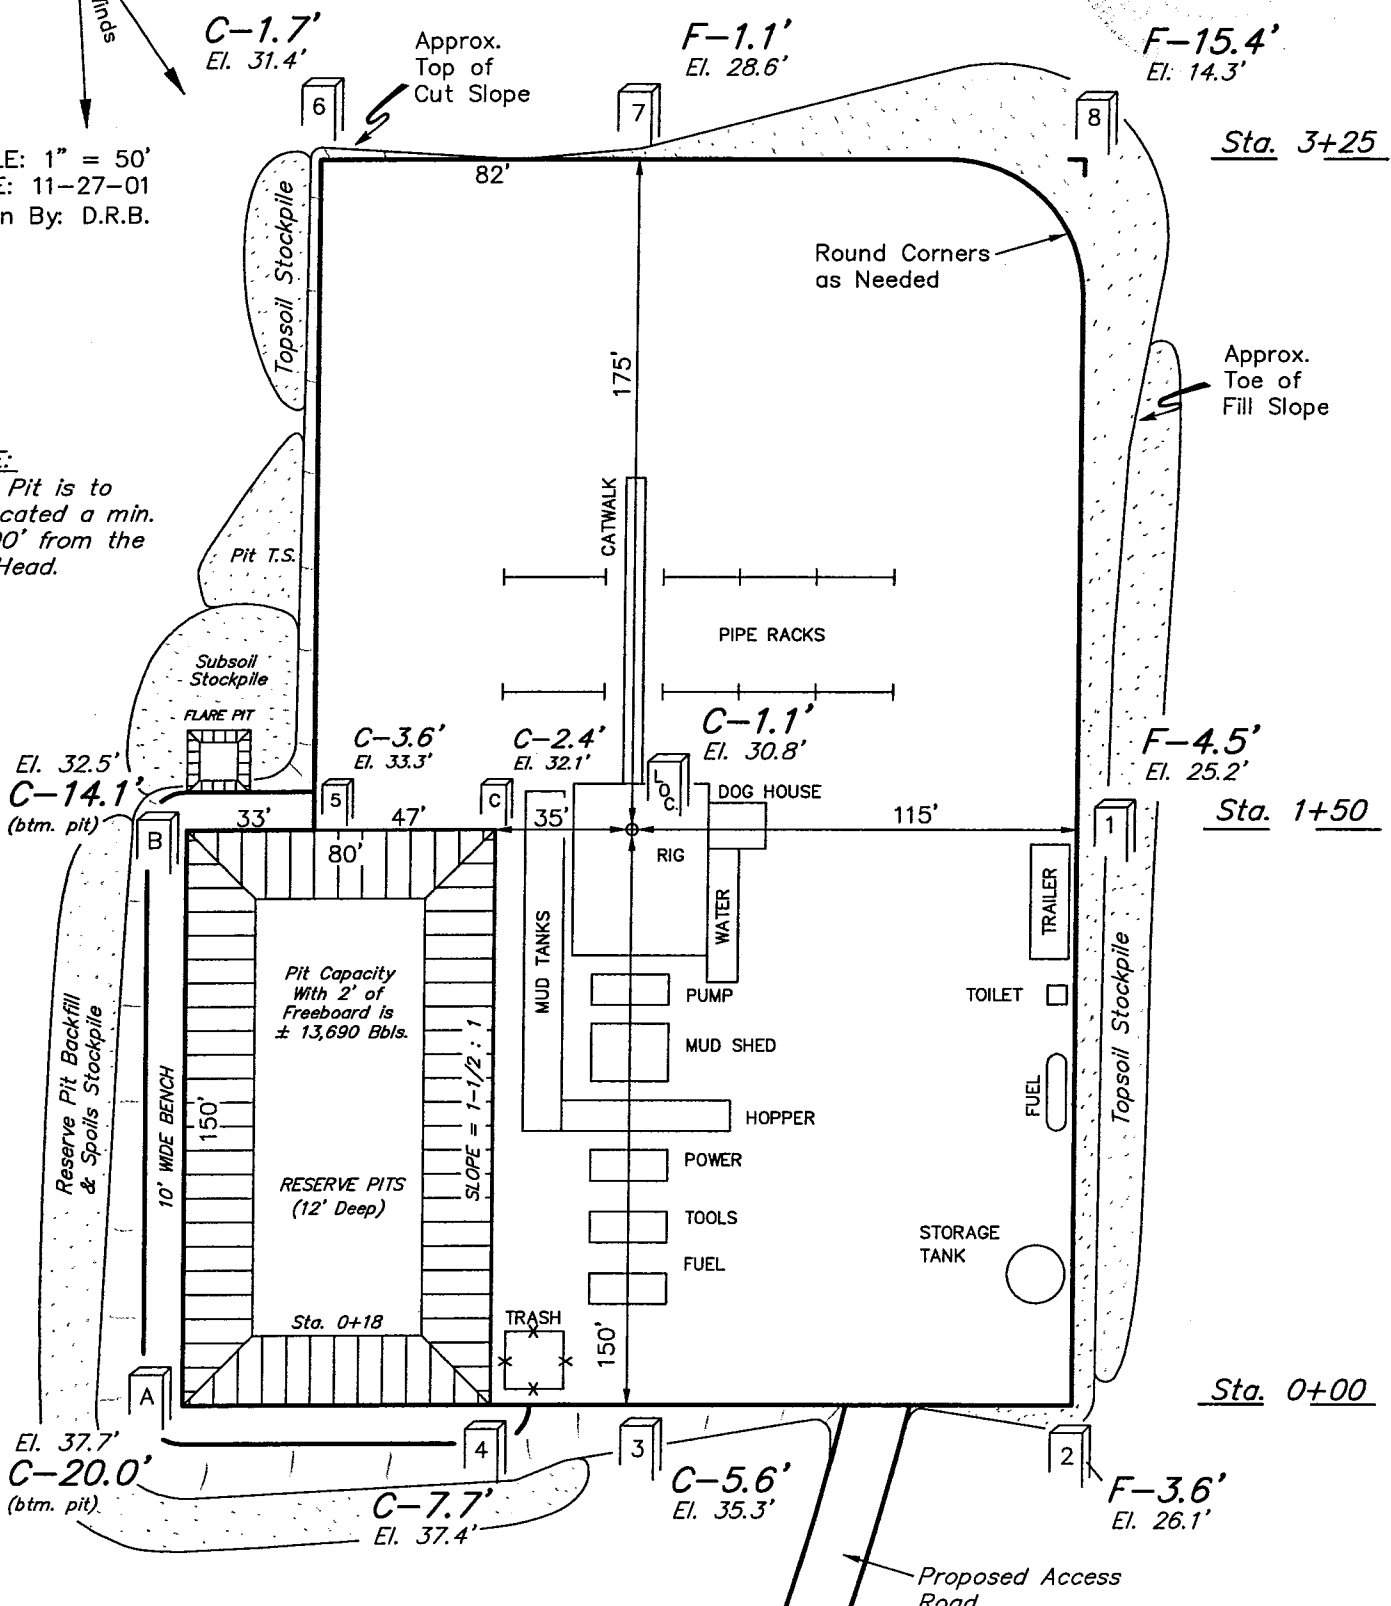 inds
C-1.7'
El. 31.4'
Approx.
Top of
Cut Slope
F-1.1'
El. 28.6'
F-15.4'
El. 14.3'
6
7
8
Sta. 3+25
LE: 1" = 50'
E: 11-27-01
n By: D.R.B.
82'
Topsoil Stockpile
Round Corners
as Needed
175'
Approx.
Toe of
Fill Slope
E:
Pit is to
cated a min.
00' from the
Head.
CATWALK
Pit T.S.
PIPE RACKS
Subsoil
Stockpile
FLARE PIT
C-3.6'
El. 33.3'
C-2.4'
El. 32.1'
C-1.1'
El. 30.8'
F-4.5'
El. 25.2'
El. 32.5'
C-14.1'
(btm. pit)
5
C
LOC.
DOG HOUSE
Sta. 1+50
B
33'
47'
35'
115'
1
80'
RIG
TRAILER
WATER
MUD TANKS
Pit Capacity
With 2' of
Freeboard is
± 13,690 Bbls.
PUMP
TOILET
MUD SHED
Topsoil Stockpile
Reserve Pit Backfill
& Spoils Stockpile
10' WIDE BENCH
150'
SLOPE = 1-1/2 : 1
FUEL
HOPPER
POWER
RESERVE PITS
(12' Deep)
TOOLS
STORAGE
TANK
FUEL
Sta. 0+18
TRASH
150'
A
Sta. 0+00
El. 37.7'
C-20.0'
(btm. pit)
4
3
2
C-7.7'
El. 37.4'
C-5.6'
El. 35.3'
F-3.6'
El. 26.1'
Proposed Access
Road